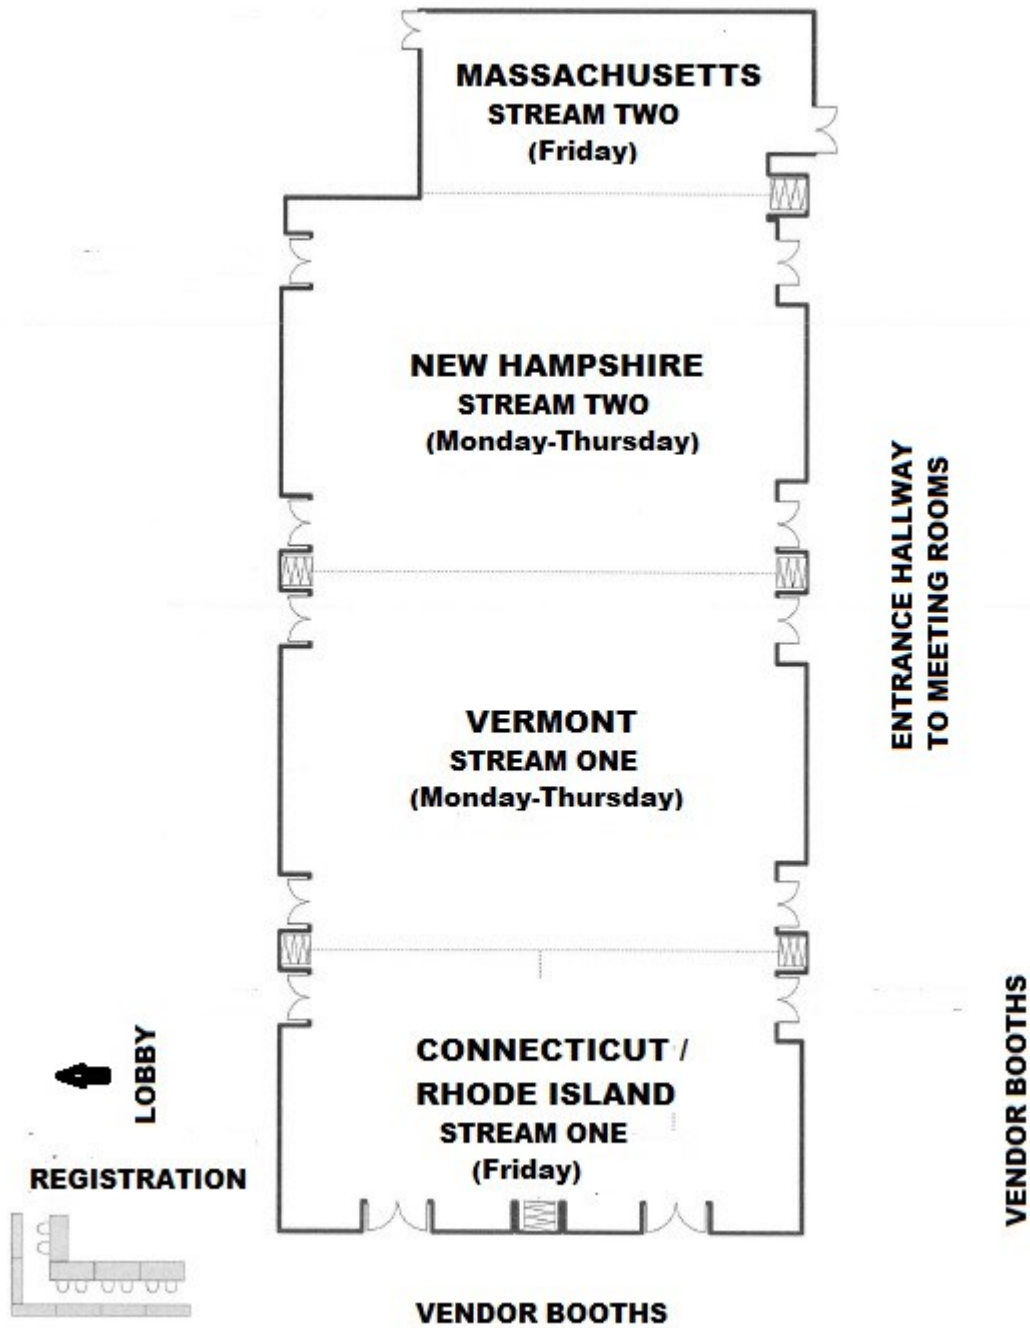 MASSACHUSETTS
STREAM TWO
(Friday)
NEW HAMPSHIRE
STREAM TWO
(Monday-Thursday)
ENTRANCE HALLWAY
TO MEETING ROOMS
VERMONT
STREAM ONE
(Monday-Thursday)
CONNECTICUT /
RHODE ISLAND
STREAM ONE
(Friday)
LOBBY
REGISTRATION
VENDOR BOOTHS
VENDOR BOOTHS